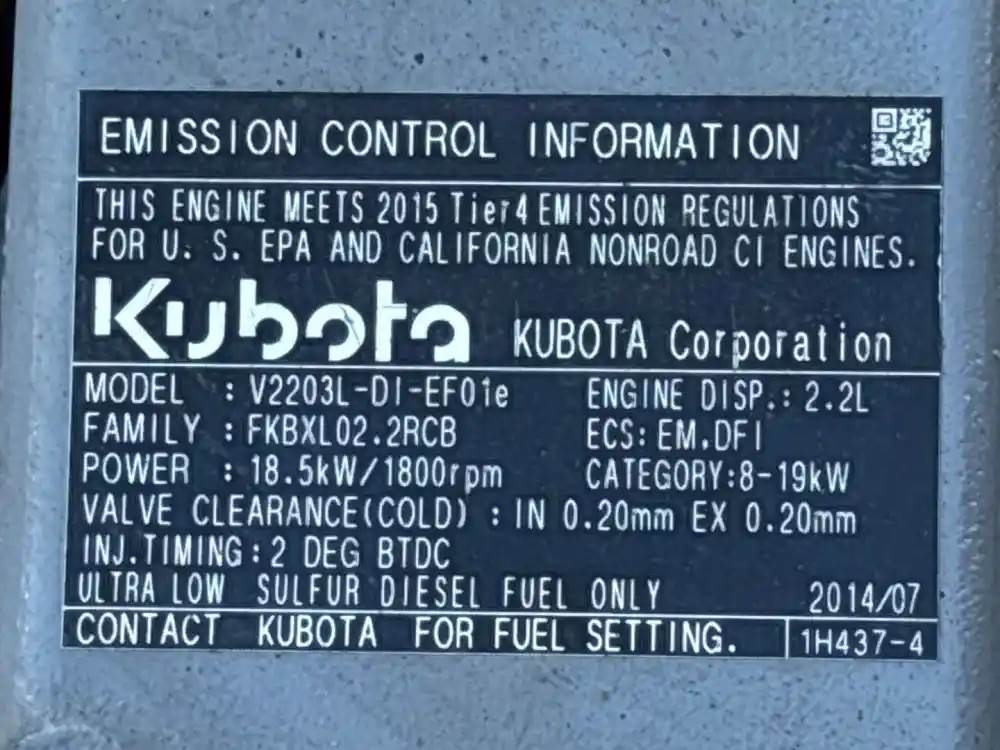 EMISSION CONTROL INFORMATION
THIS ENGINE MEETS 2015 Tier4 EMISSION REGULATIONS
FOR U. S. EPA AND CALIFORNIA NONROAD CI ENGINES.
Kubota KUBOTA Corporation
MODEL : V2203L-DI-EF01e ENGINE DISP.: 2.2L
FAMILY : FKBXL02.2RCB ECS: EM,DFI
POWER : 18.5kW/1800rpm CATEGORY:8-19kW
VALVE CLEARANCE(COLD) : IN 0.20mm EX 0.20mm
INJ.TIMING:2 DEG BTDC
ULTRA LOW SULFUR DIESEL FUEL ONLY 2014/07
CONTACT KUBOTA FOR FUEL SETTING. 1H437-4